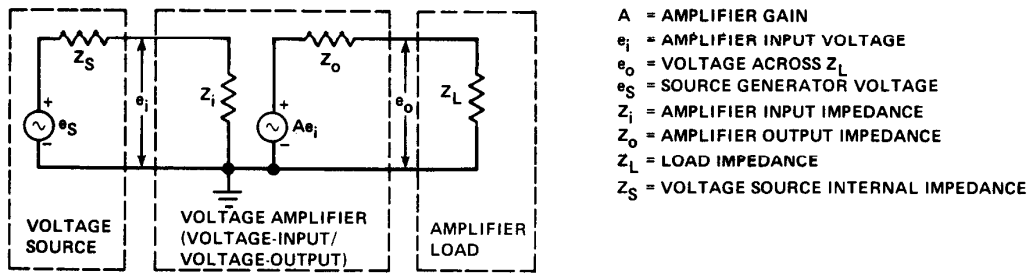 Z_S
e_i
Z_i
Z_o
e_o
Z_L
+
e_S
-
+
Ae_i
-
VOLTAGE
SOURCE
VOLTAGE AMPLIFIER
(VOLTAGE-INPUT/
VOLTAGE-OUTPUT)
AMPLIFIER
LOAD
A = AMPLIFIER GAIN
e_i = AMPLIFIER INPUT VOLTAGE
e_o = VOLTAGE ACROSS Z_L
e_S = SOURCE GENERATOR VOLTAGE
Z_i = AMPLIFIER INPUT IMPEDANCE
Z_o = AMPLIFIER OUTPUT IMPEDANCE
Z_L = LOAD IMPEDANCE
Z_S = VOLTAGE SOURCE INTERNAL IMPEDANCE